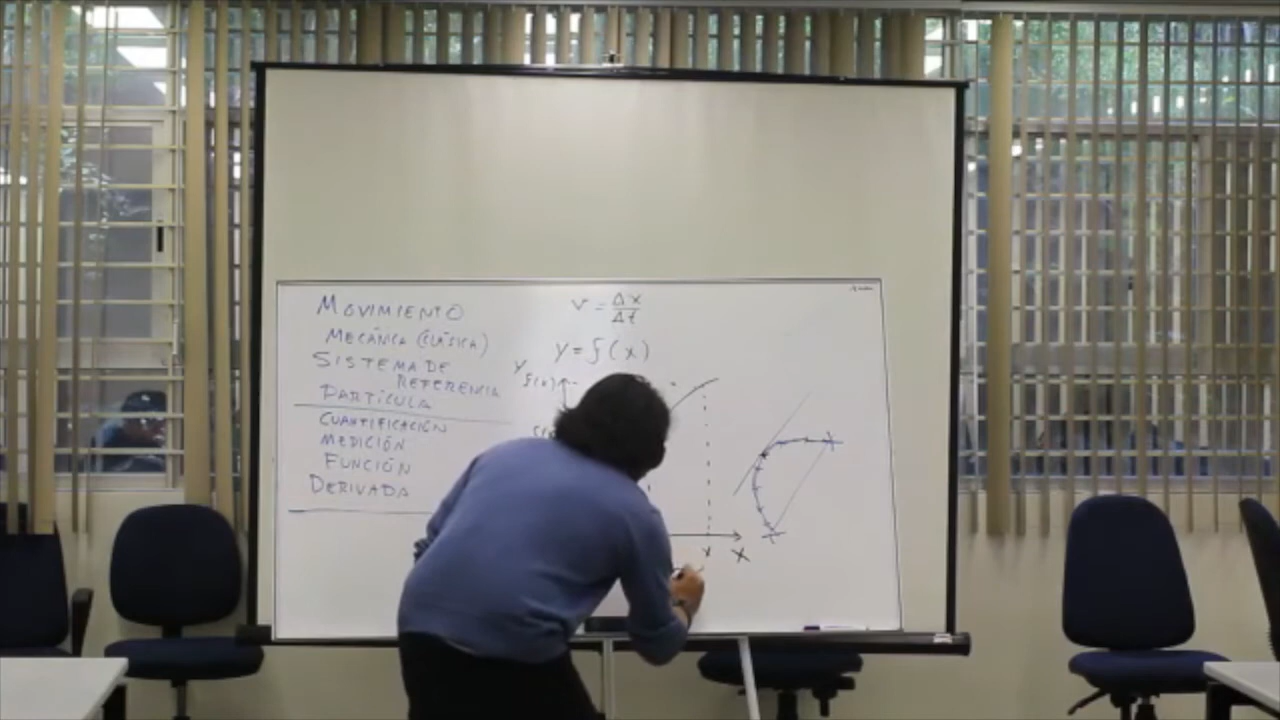 MOVIMIENTO
MECÁNICA (CLÁSICA)
SISTEMA DE
REFERENCIA
PARTÍCULA
CUANTIFICACIÓN
MEDICIÓN
FUNCIÓN
DERIVADA
V = Δx
Δt
y = f(x)
y
f(x)
x
X